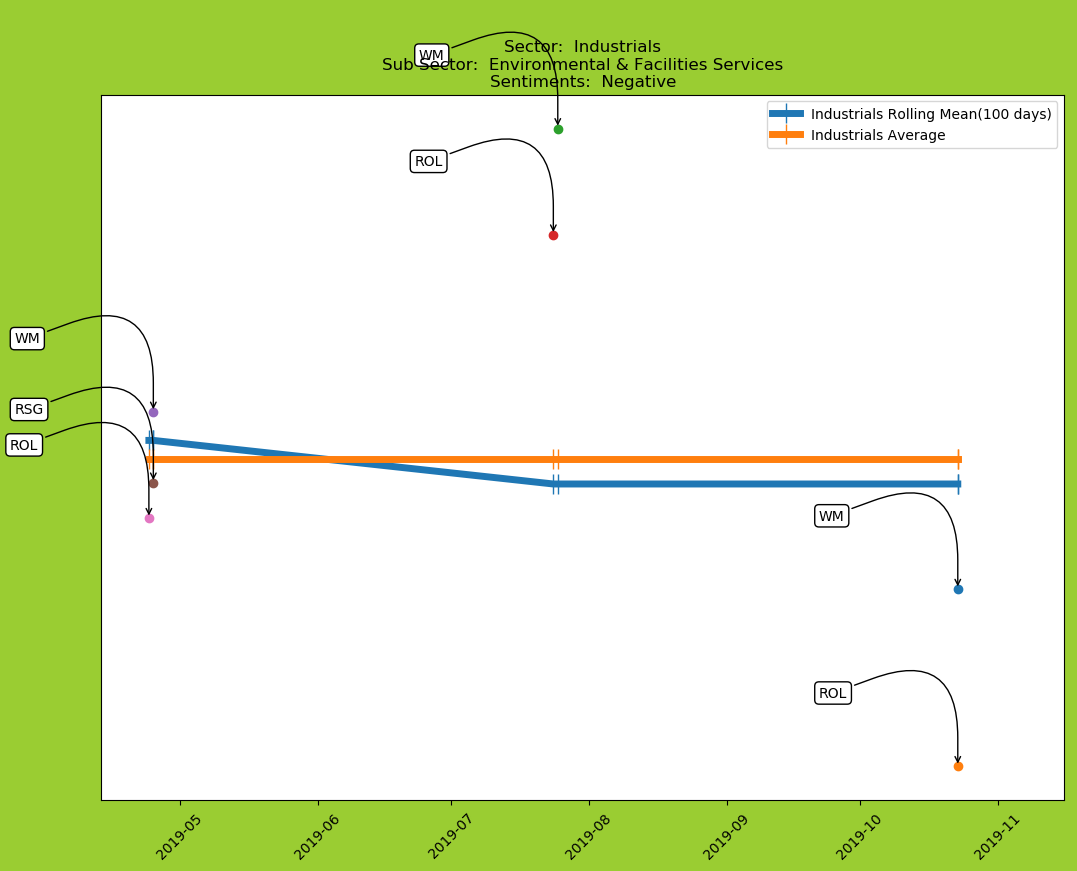 Sector:  Industrials
WM
Sub Sector:  Environmental & Facilities Services
Sentiments:  Negative
Industrials Rolling Mean(100 days)
Industrials Average
ROL
WM
RSG
ROL
WM
ROL
2019-05
2019-06
2019-07
2019-08
2019-09
2019-10
2019-11